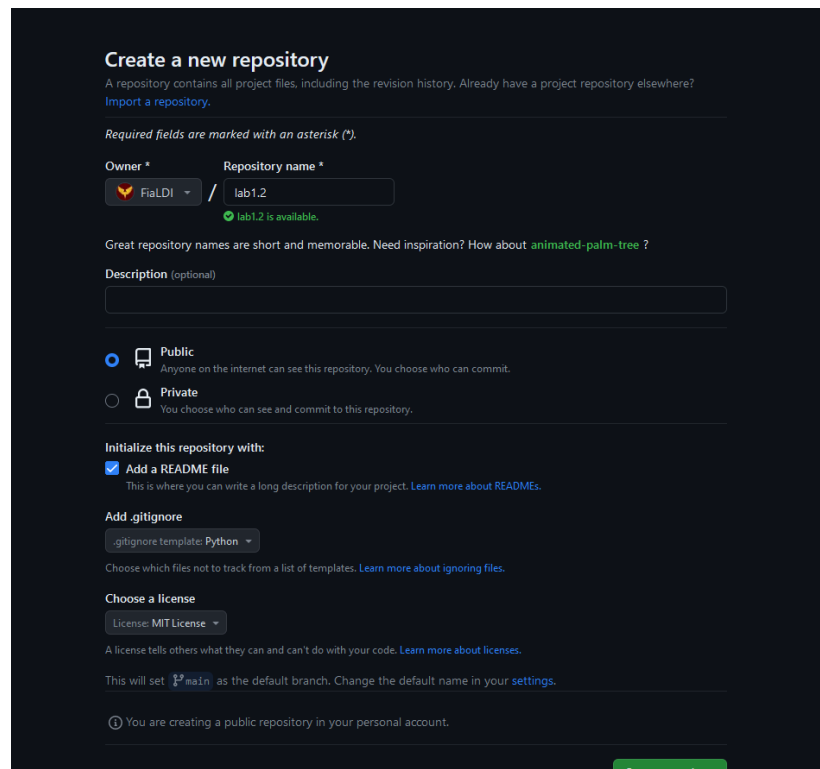 Create a new repository
A repository contains all project files, including the revision history. Already have a project repository elsewhere?
Import a repository.
Required fields are marked with an asterisk (*).
Owner * Repository name *
FiaLDI / lab1.2
lab1.2 is available.
Great repository names are short and memorable. Need inspiration? How about animated-palm-tree ?
Description (optional)
Public
Anyone on the internet can see this repository. You choose who can commit.
Private
You choose who can see and commit to this repository.
Initialize this repository with:
Add a README file
This is where you can write a long description for your project. Learn more about READMEs.
Add .gitignore
.gitignore template: Python
Choose which files not to track from a list of templates. Learn more about ignoring files.
Choose a license
License: MIT License
A license tells others what they can and can't do with your code. Learn more about licenses.
This will set main as the default branch. Change the default name in your settings.
You are creating a public repository in your personal account.